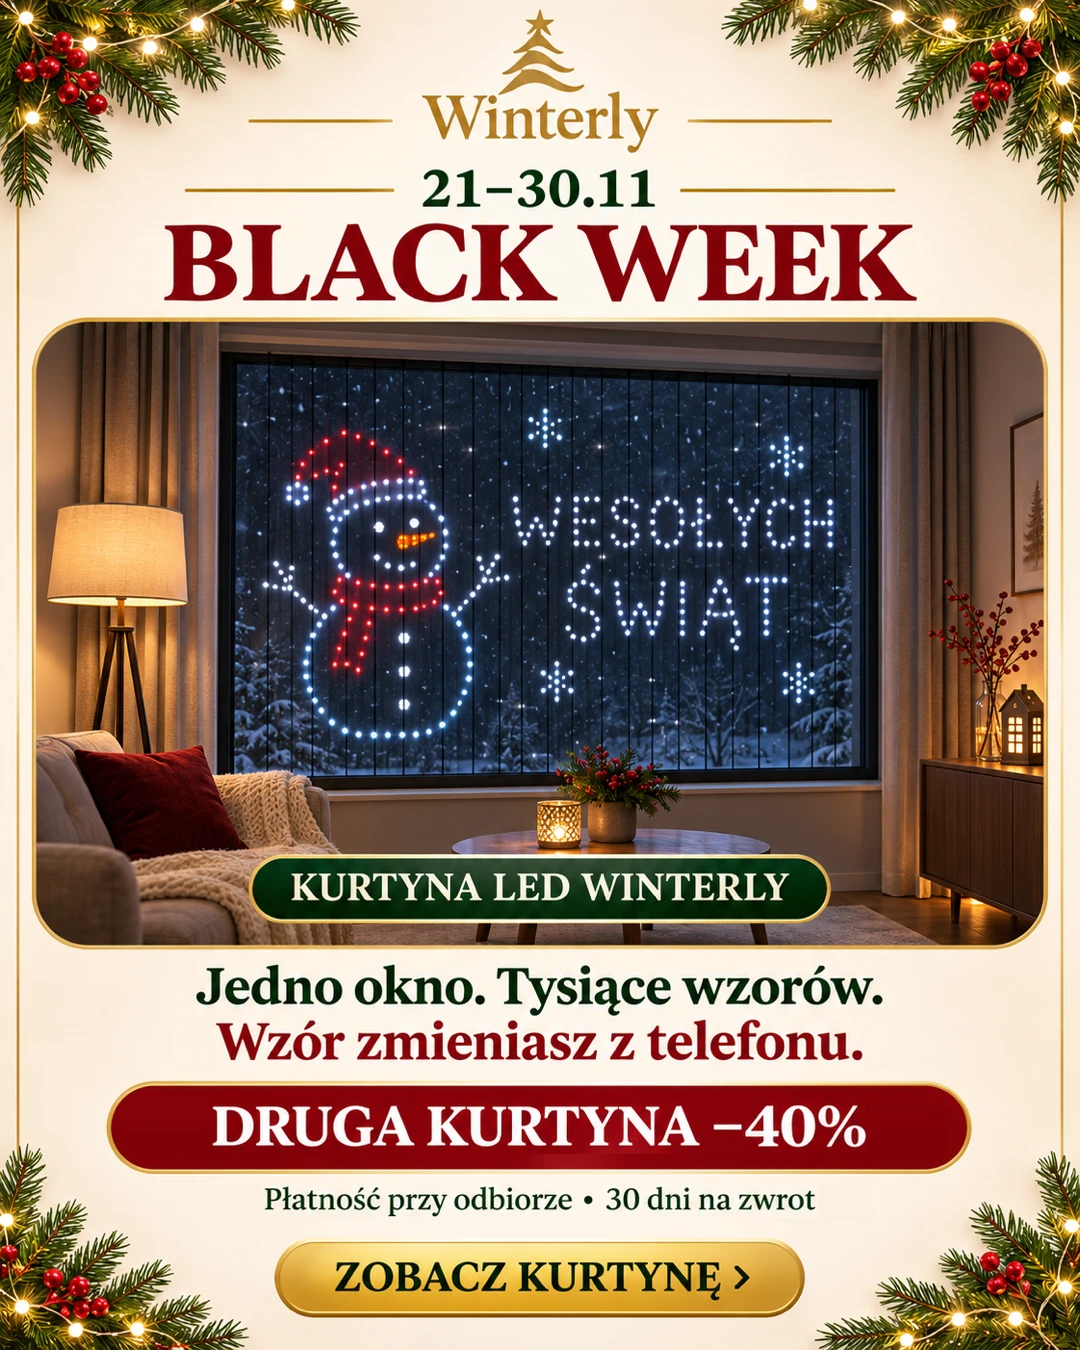 Winterly
21–30.11
BLACK WEEK
WESOŁYCH
ŚWIĄT
KURTYNA LED WINTERLY
Jedno okno. Tysiące wzorów.
Wzór zmieniasz z telefonu.
DRUGA KURTYNA –40%
Płatność przy odbiorze • 30 dni na zwrot
ZOBACZ KURTYNĘ >